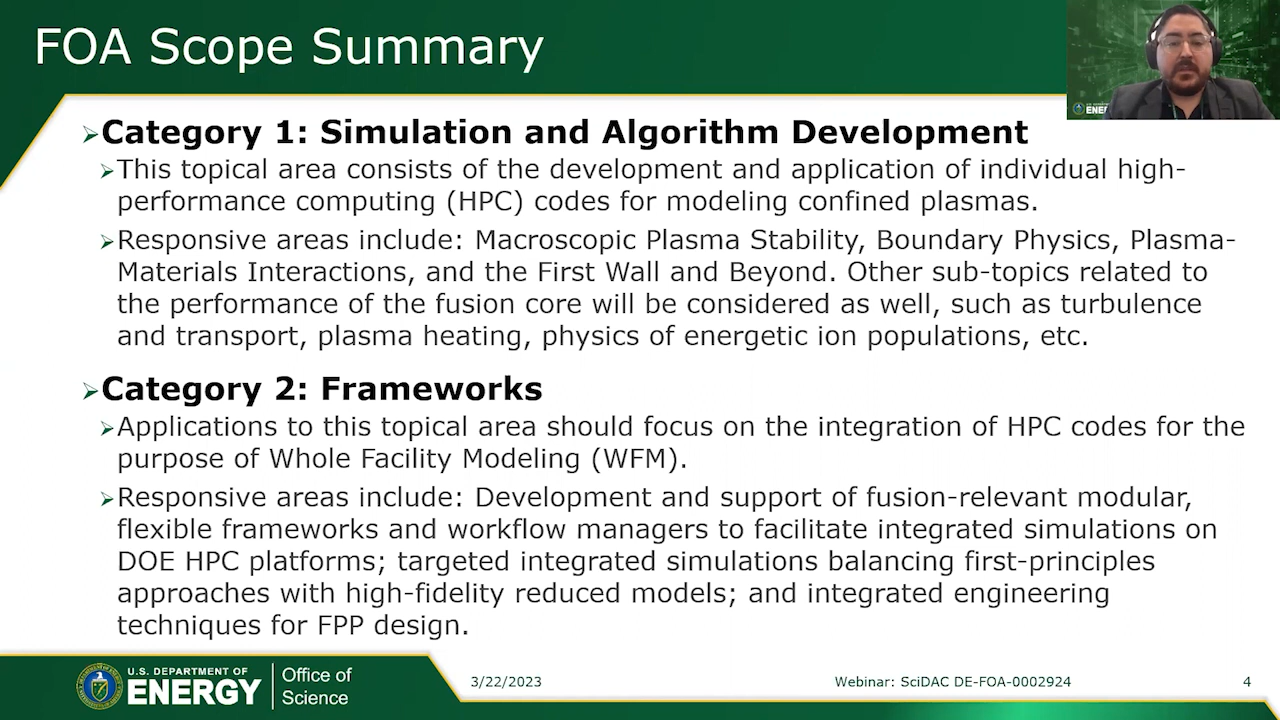 FOA Scope Summary
Category 1: Simulation and Algorithm Development
This topical area consists of the development and application of individual high-
performance computing (HPC) codes for modeling confined plasmas.
Responsive areas include: Macroscopic Plasma Stability, Boundary Physics, Plasma-
Materials Interactions, and the First Wall and Beyond. Other sub-topics related to
the performance of the fusion core will be considered as well, such as turbulence
and transport, plasma heating, physics of energetic ion populations, etc.
Category 2: Frameworks
Applications to this topical area should focus on the integration of HPC codes for the
purpose of Whole Facility Modeling (WFM).
Responsive areas include: Development and support of fusion-relevant modular,
flexible frameworks and workflow managers to facilitate integrated simulations on
DOE HPC platforms; targeted integrated simulations balancing first-principles
approaches with high-fidelity reduced models; and integrated engineering
techniques for FPP design.
U.S. DEPARTMENT OF
ENERGY
Office of
Science
3/22/2023
Webinar: SciDAC DE-FOA-0002924
4